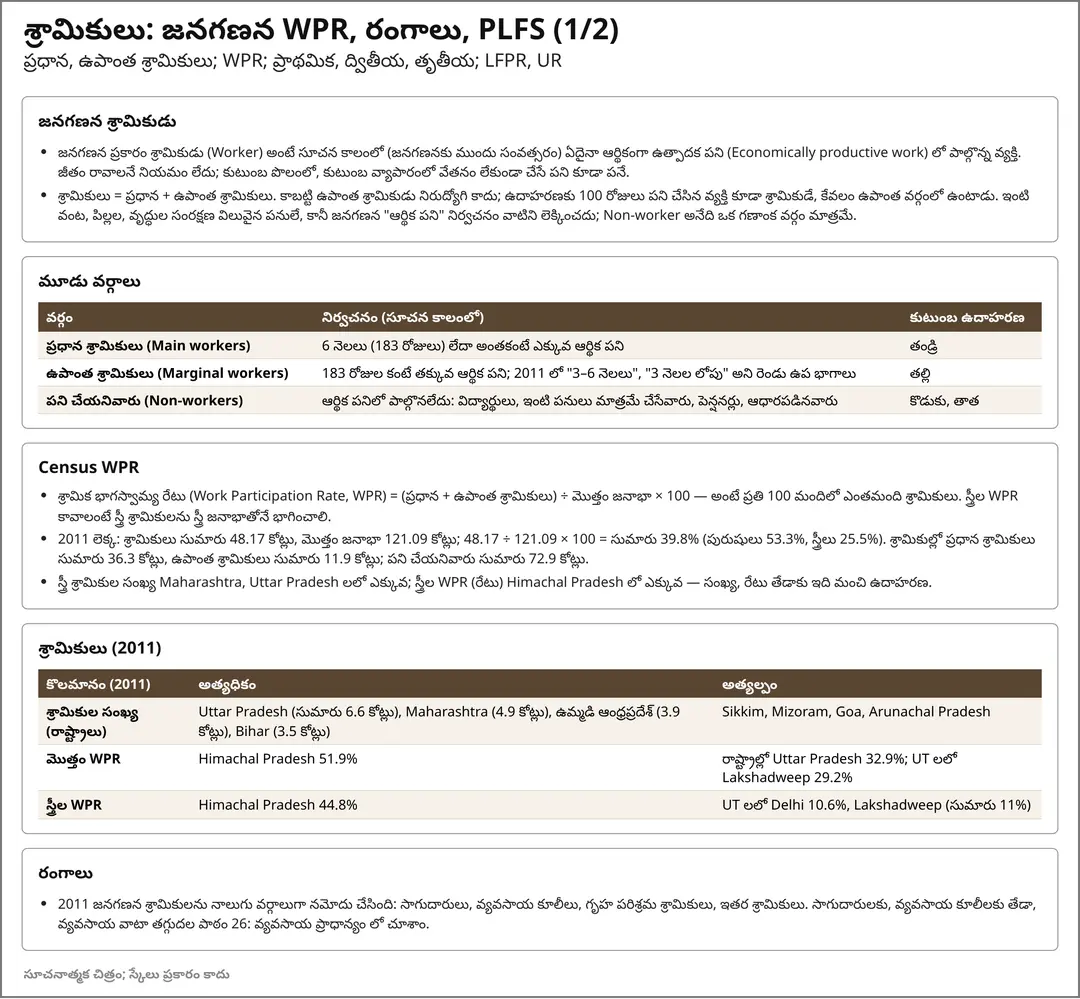 శ్రామికులు: జనగణన WPR, రంగాలు, PLFS (1/2)
ప్రధాన, ఉపాంత శ్రామికులు; WPR; ప్రాథమిక, ద్వితీయ, తృతీయ; LFPR, UR
జనగణన శ్రామికుడు
• జనగణన ప్రకారం శ్రామికుడు (Worker) అంటే సూచన కాలంలో (జనగణనకు ముందు సంవత్సరం) ఏదైనా ఆర్థికంగా ఉత్పాదక పని (Economically productive work) లో పాల్గొన్న వ్యక్తి.
జీతం రావాలనే నియమం లేదు; కుటుంబ పొలంలో, కుటుంబ వ్యాపారంలో వేతనం లేకుండా చేసే పని కూడా పనే.
• శ్రామికులు = ప్రధాన + ఉపాంత శ్రామికులు. కాబట్టి ఉపాంత శ్రామికుడు నిరుద్యోగి కాదు; ఉదాహరణకు 100 రోజులు పని చేసిన వ్యక్తి కూడా శ్రామికుడే, కేవలం ఉపాంత వర్గంలో ఉంటాడు. ఇంటి
వంట, పిల్లల, వృద్ధుల సంరక్షణ విలువైన పనులే, కానీ జనగణన "ఆర్థిక పని" నిర్వచనం వాటిని లెక్కించదు; Non-worker అనేది ఒక గణాంక వర్గం మాత్రమే.
మూడు వర్గాలు
వర్గం నిర్వచనం (సూచన కాలంలో) కుటుంబ ఉదాహరణ
ప్రధాన శ్రామికులు (Main workers) 6 నెలలు (183 రోజులు) లేదా అంతకంటే ఎక్కువ ఆర్థిక పని తండ్రి
ఉపాంత శ్రామికులు (Marginal workers) 183 రోజుల కంటే తక్కువ ఆర్థిక పని; 2011 లో "3–6 నెలలు", "3 నెలల లోపు" అని రెండు ఉప భాగాలు తల్లి
పని చేయనివారు (Non-workers) ఆర్థిక పనిలో పాల్గొనలేదు: విద్యార్థులు, ఇంటి పనులు మాత్రమే చేసేవారు, పెన్షనర్లు, ఆధారపడినవారు కొడుకు, తాత
Census WPR
• శ్రామిక భాగస్వామ్య రేటు (Work Participation Rate, WPR) = (ప్రధాన + ఉపాంత శ్రామికులు) ÷ మొత్తం జనాభా × 100 — అంటే ప్రతి 100 మందిలో ఎంతమంది శ్రామికులు. స్త్రీల WPR
కావాలంటే స్త్రీ శ్రామికులను స్త్రీ జనాభాతోనే భాగించాలి.
• 2011 లెక్క: శ్రామికులు సుమారు 48.17 కోట్లు, మొత్తం జనాభా 121.09 కోట్లు; 48.17 ÷ 121.09 × 100 = సుమారు 39.8% (పురుషులు 53.3%, స్త్రీలు 25.5%). శ్రామికుల్లో ప్రధాన శ్రామికులు
సుమారు 36.3 కోట్లు, ఉపాంత శ్రామికులు సుమారు 11.9 కోట్లు; పని చేయనివారు సుమారు 72.9 కోట్లు.
• స్త్రీ శ్రామికుల సంఖ్య Maharashtra, Uttar Pradesh లలో ఎక్కువ; స్త్రీల WPR (రేటు) Himachal Pradesh లో ఎక్కువ — సంఖ్య, రేటు తేడాకు ఇది మంచి ఉదాహరణ.
శ్రామికులు (2011)
కొలమానం (2011) అత్యధికం అత్యల్పం
శ్రామికుల సంఖ్య (రాష్ట్రాలు) Uttar Pradesh (సుమారు 6.6 కోట్లు), Maharashtra (4.9 కోట్లు), ఉమ్మడి ఆంధ్రప్రదేశ్ (3.9 కోట్లు), Bihar (3.5 కోట్లు) Sikkim, Mizoram, Goa, Arunachal Pradesh
మొత్తం WPR Himachal Pradesh 51.9% రాష్ట్రాల్లో Uttar Pradesh 32.9%; UT లలో Lakshadweep 29.2%
స్త్రీల WPR Himachal Pradesh 44.8% UT లలో Delhi 10.6%, Lakshadweep (సుమారు 11%)
రంగాలు
• 2011 జనగణన శ్రామికులను నాలుగు వర్గాలుగా నమోదు చేసింది: సాగుదారులు, వ్యవసాయ కూలీలు, గృహ పరిశ్రమ శ్రామికులు, ఇతర శ్రామికులు. సాగుదారులకు, వ్యవసాయ కూలీలకు తేడా,
వ్యవసాయ వాటా తగ్గుదల పాఠం 26: వ్యవసాయ ప్రాధాన్యం లో చూశాం.
సూచనాత్మక చిత్రం; స్కేలు ప్రకారం కాదు